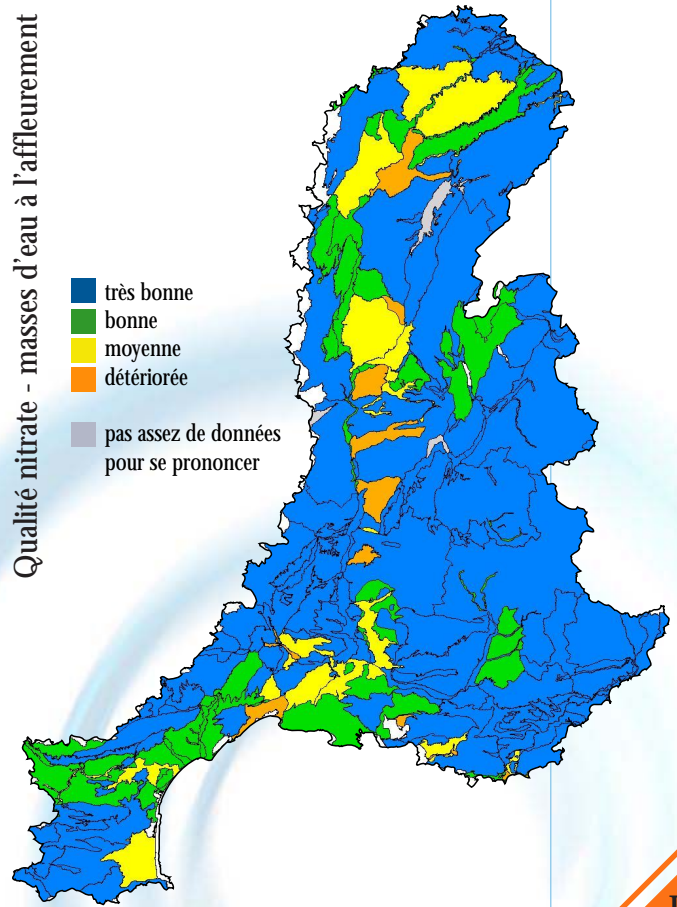 Qualité nitrate - masses d'eau à l'affleurement
très bonne
bonne
moyenne
détériorée
pas assez de données
pour se prononcer